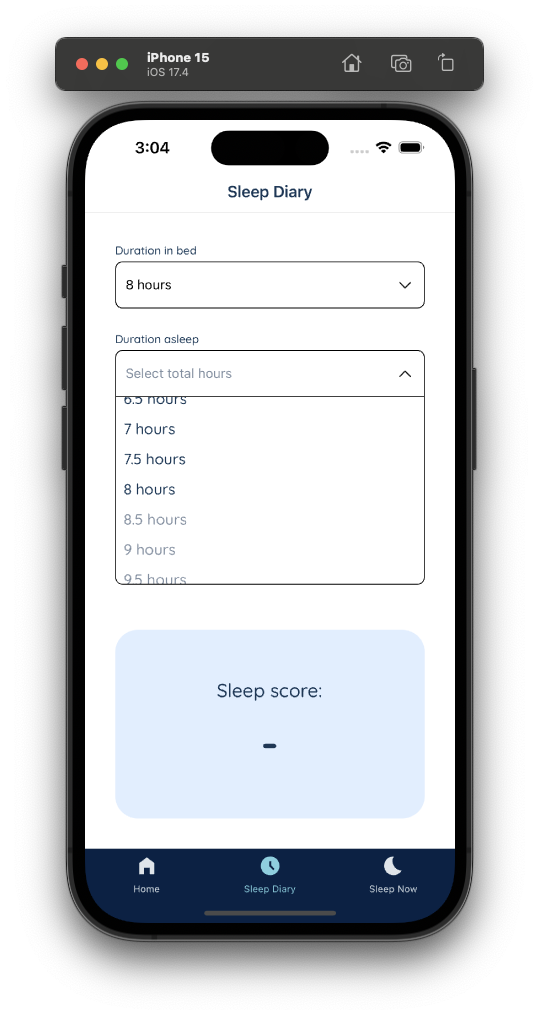 iPhone 15
iOS 17.4
3:04
Sleep Diary
Duration in bed
8 hours
Duration asleep
Select total hours
6.5 hours
7 hours
7.5 hours
8 hours
8.5 hours
9 hours
9.5 hours
Sleep score:
-
Home
Sleep Diary
Sleep Now